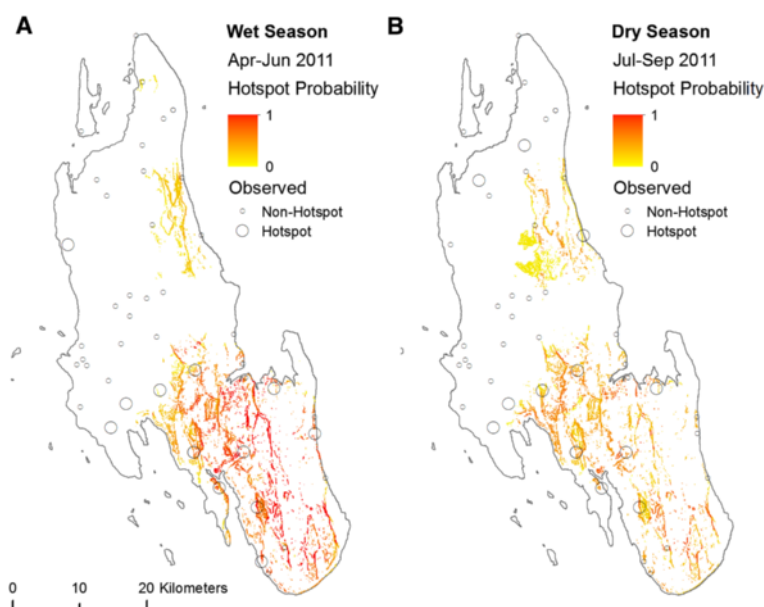 A
Wet Season
Apr-Jun 2011
Hotspot Probability
1
0
Observed
Non-Hotspot
Hotspot
0 10 20 Kilometers
B
Dry Season
Jul-Sep 2011
Hotspot Probability
1
0
Observed
Non-Hotspot
Hotspot